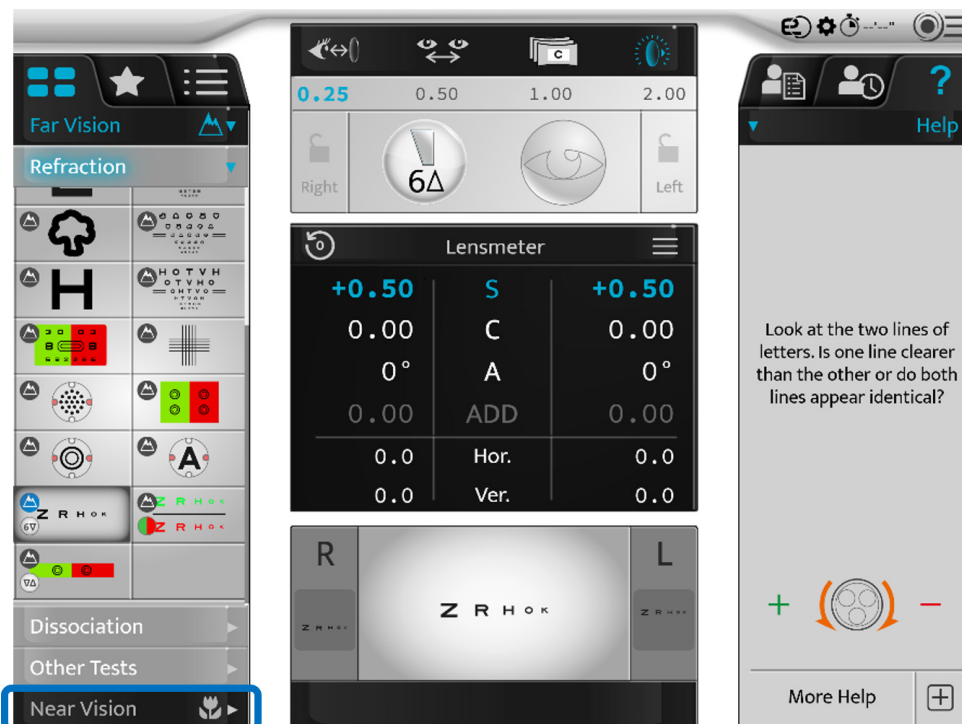 Far Vision
Refraction
H
H O T V H
O T V H O
O H T V O
A
Z R H O K
6∇
Z R H O K
Z R H O K
∇Δ
Dissociation
Other Tests
Near Vision
C
0.25 0.50 1.00 2.00
Right 6Δ Left
0 Lensmeter
+0.50 S +0.50
0.00 C 0.00
0° A 0°
0.00 ADD 0.00
0.0 Hor. 0.0
0.0 Ver. 0.0
R L
Z R H O K Z R H O K Z R H O K
--'--"
?
Help
Look at the two lines of
letters. Is one line clearer
than the other or do both
lines appear identical?
+ −
More Help +